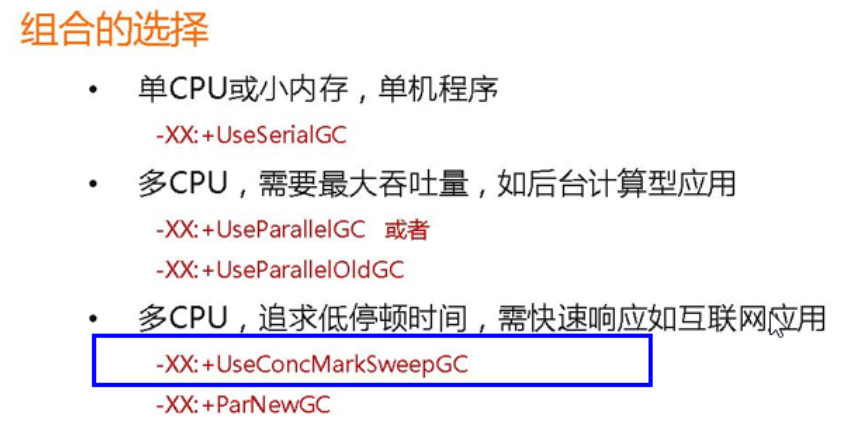 组合的选择
• 单CPU或小内存，单机程序
-XX:+UseSerialGC
• 多CPU，需要最大吞吐量，如后台计算型应用
-XX:+UseParallelGC 或者
-XX:+UseParallelOldGC
• 多CPU，追求低停顿时间，需快速响应如互联网应用
-XX:+UseConcMarkSweepGC
-XX:+ParNewGC